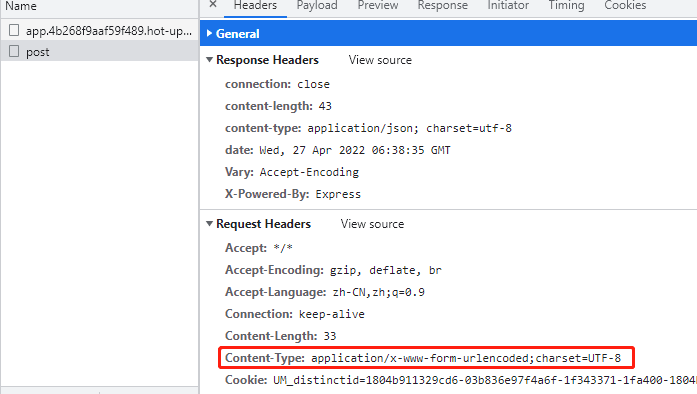 Name
Headers Payload Preview Response Initiator Timing Cookies
app.4b268f9aaf59f489.hot-up...
post
General
Response Headers View source
connection: close
content-length: 43
content-type: application/json; charset=utf-8
date: Wed, 27 Apr 2022 06:38:35 GMT
Vary: Accept-Encoding
X-Powered-By: Express
Request Headers View source
Accept: */*
Accept-Encoding: gzip, deflate, br
Accept-Language: zh-CN,zh;q=0.9
Connection: keep-alive
Content-Length: 33
Content-Type: application/x-www-form-urlencoded;charset=UTF-8
Cookie: UM_distinctid=1804b911329cd6-03b836e97f4a6f-1f343371-1fa400-1804b